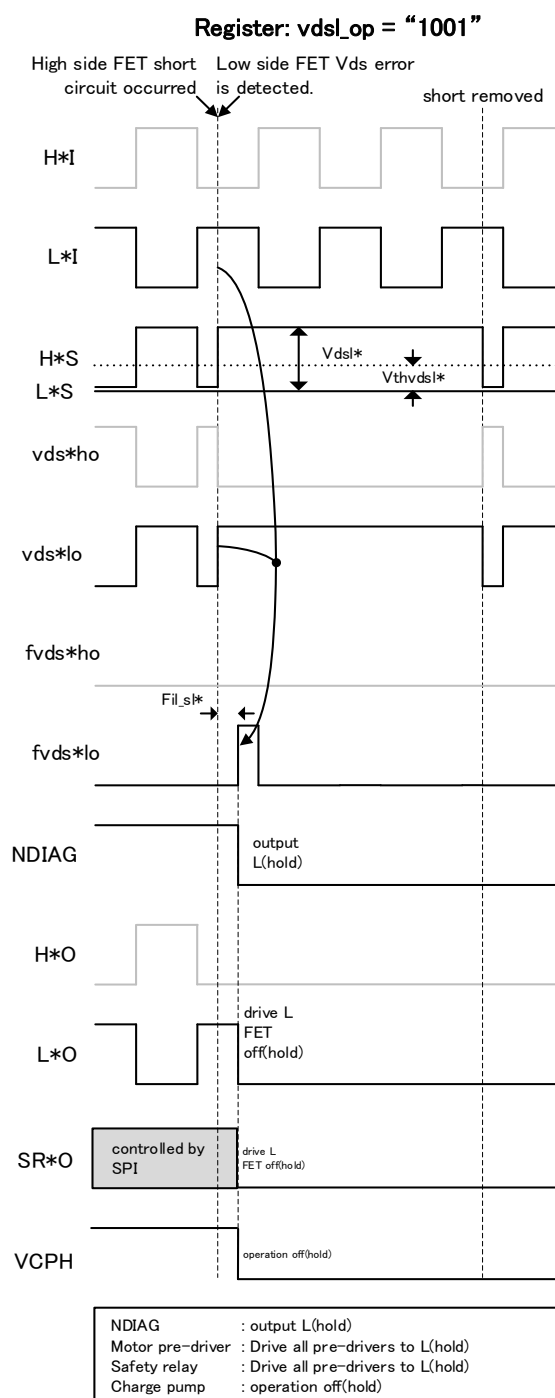 Register: vdsl_op = “1001”
High side FET short
circuit occurred
Low side FET Vds error
is detected.
short removed
H*I
L*I
H*S
Vdsl*
Vthvdsl*
L*S
vds*ho
vds*lo
fvds*ho
Fil_sl*
fvds*lo
NDIAG
output
L(hold)
H*O
L*O
drive L
FET
off(hold)
SR*O
controlled by
SPI
drive L
FET off(hold)
VCPH
operation off(hold)
NDIAG : output L(hold)
Motor pre-driver : Drive all pre-drivers to L(hold)
Safety relay : Drive all pre-drivers to L(hold)
Charge pump : operation off(hold)